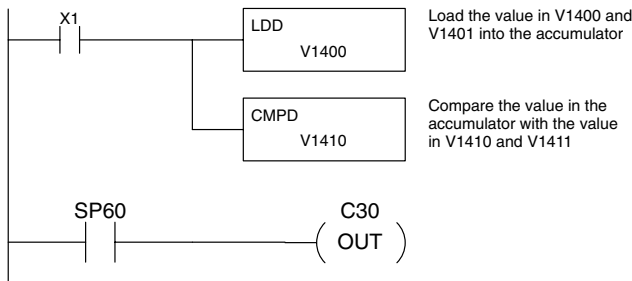 X1
LDD
V1400
Load the value in V1400 and
V1401 into the accumulator
CMPD
V1410
Compare the value in the
accumulator with the value
in V1410 and V1411
SP60
C30
OUT